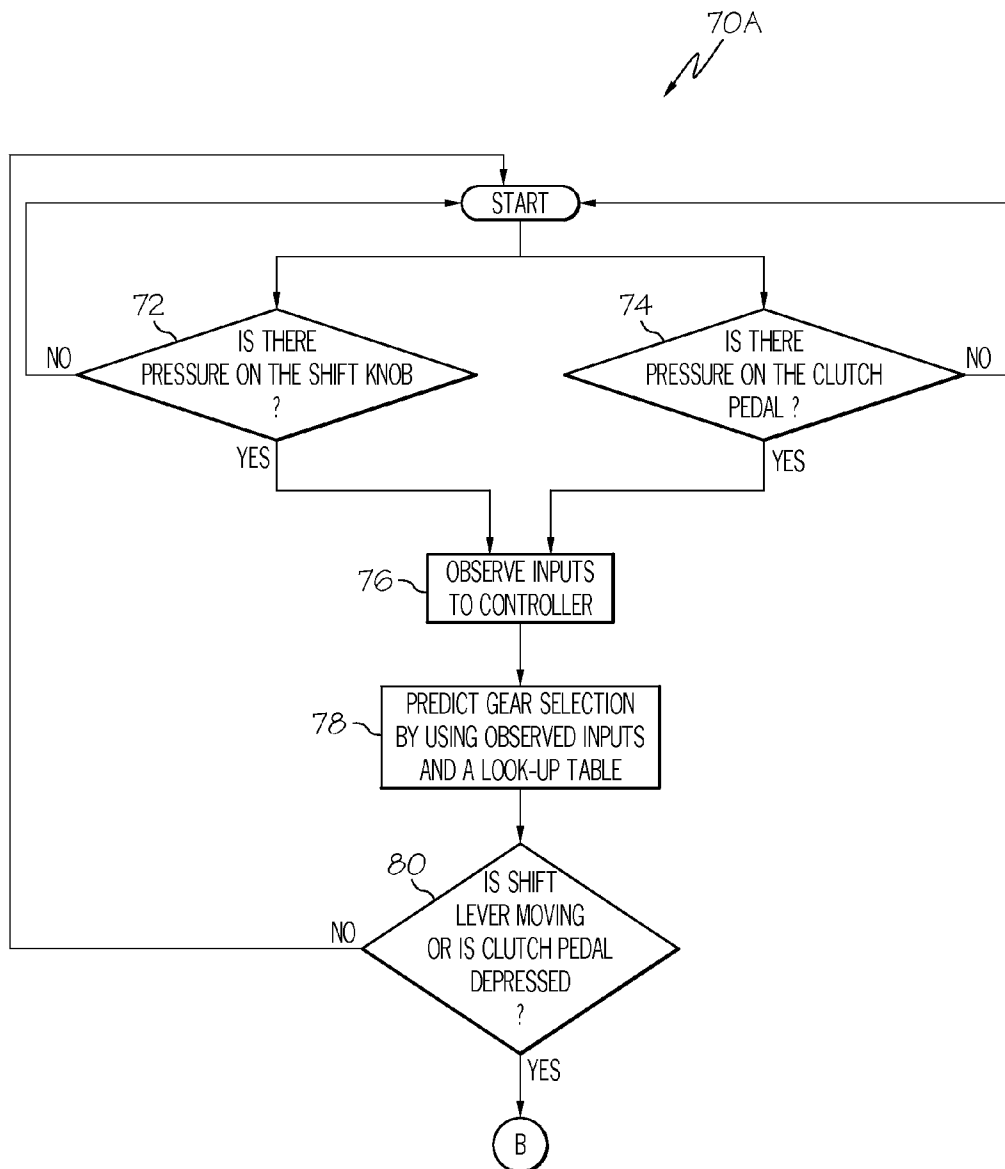 70A
START
72
IS THERE
PRESSURE ON THE SHIFT KNOB
?
NO
YES
74
IS THERE
PRESSURE ON THE CLUTCH
PEDAL ?
NO
YES
76
OBSERVE INPUTS
TO CONTROLLER
78
PREDICT GEAR SELECTION
BY USING OBSERVED INPUTS
AND A LOOK-UP TABLE
80
IS SHIFT
LEVER MOVING
OR IS CLUTCH PEDAL
DEPRESSED
?
NO
YES
B